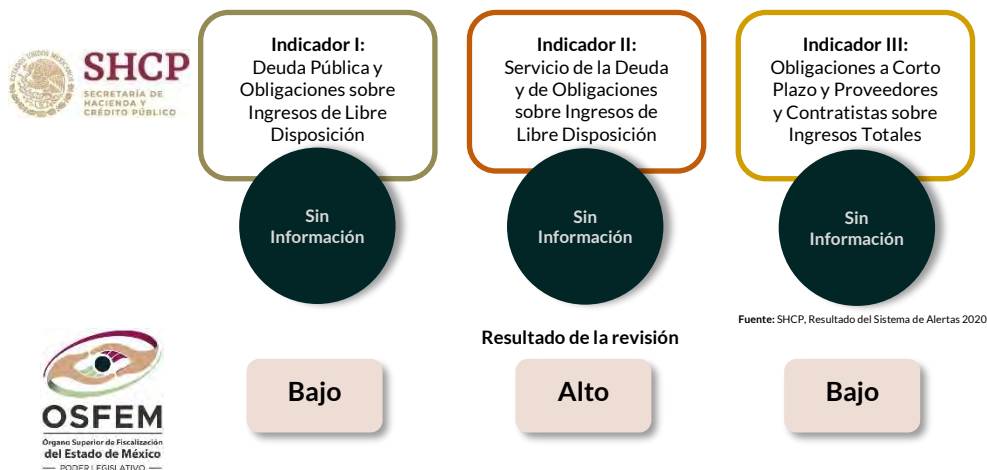 SHCP
SECRETARÍA DE
HACIENDA Y
CRÉDITO PÚBLICO
Indicador I:
Deuda Pública y
Obligaciones sobre
Ingresos de Libre
Disposición
Sin
Información
Indicador II:
Servicio de la Deuda
y de Obligaciones
sobre Ingresos de
Libre Disposición
Sin
Información
Indicador III:
Obligaciones a Corto
Plazo y Proveedores
y Contratistas sobre
Ingresos Totales
Sin
Información
Fuente: SHCP, Resultado del Sistema de Alertas 2020
Resultado de la revisión
OSFEM
Órgano Superior de Fiscalización
del Estado de México
PODER LEGISLATIVO
Bajo
Alto
Bajo